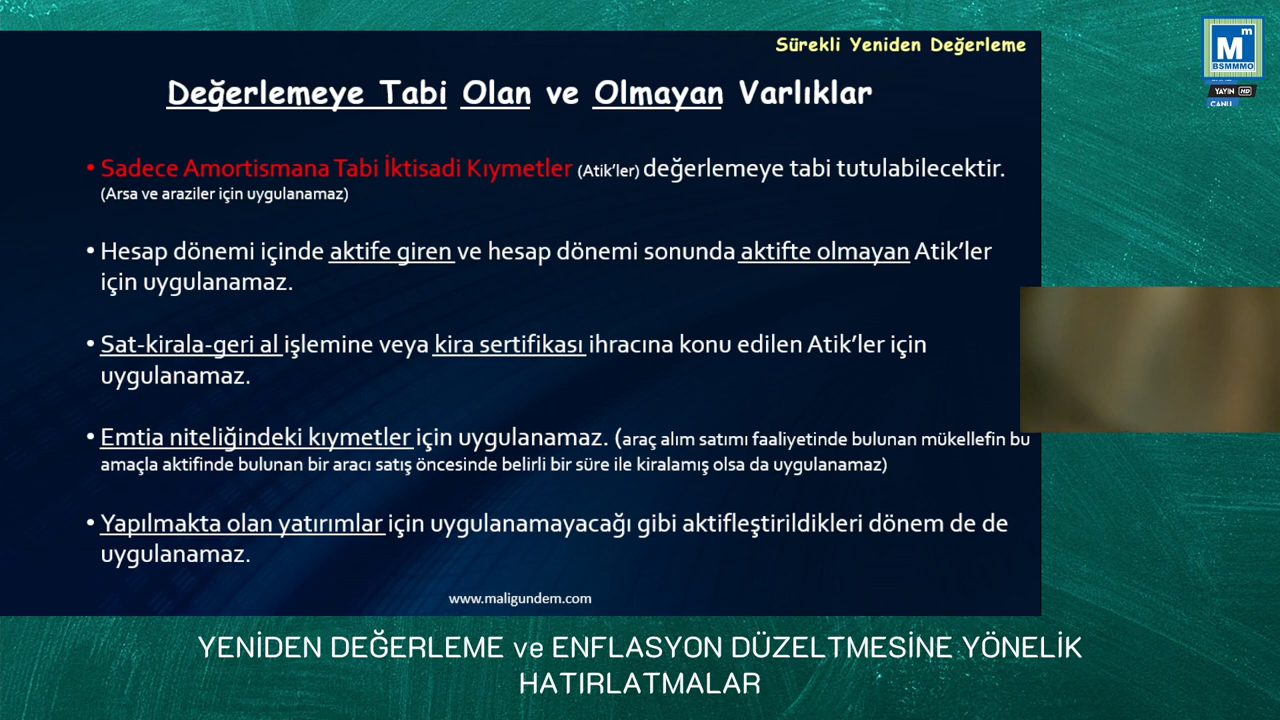 Sürekli Yeniden Değerleme
M m
BSMMMO
YAYIN HD
CANLI
Değerlemeye Tabi Olan ve Olmayan Varlıklar
• Sadece Amortismana Tabi İktisadi Kıymetler (Atik’ler) değerlemeye tabi tutulabilecektir.
(Arsa ve araziler için uygulanamaz)
• Hesap dönemi içinde aktife giren ve hesap dönemi sonunda aktifte olmayan Atik’ler
için uygulanamaz.
• Sat-kirala-geri al işlemine veya kira sertifikası ihracına konu edilen Atik’ler için
uygulanamaz.
• Emtia niteliğindeki kıymetler için uygulanamaz. (araç alım satımı faaliyetinde bulunan mükellefin bu
amaçla aktifinde bulunan bir aracı satış öncesinde belirli bir süre ile kiralamış olsa da uygulanamaz)
• Yapılmakta olan yatırımlar için uygulanamayacağı gibi aktifleştirildikleri dönem de de
uygulanamaz.
www.maligundem.com
YENİDEN DEĞERLEME ve ENFLASYON DÜZELTMESİNE YÖNELİK
HATIRLATMALAR